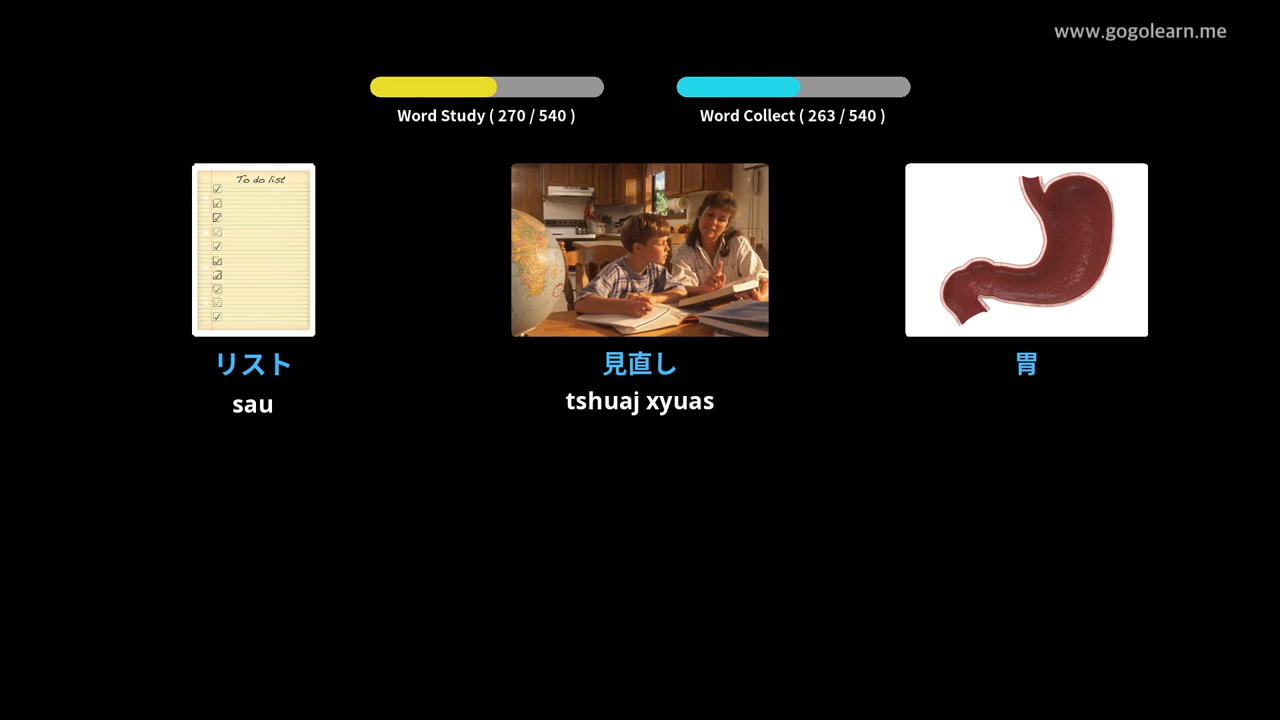 www.gogolearn.me
Word Study ( 270 / 540 )
Word Collect ( 263 / 540 )
To do list
リスト
sau
見直し
tshuaj xyuas
胃